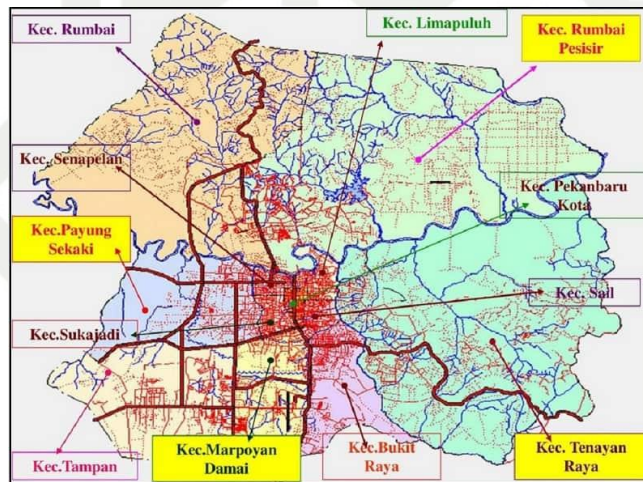 Kec. Rumbai
Kec. Limapuluh
Kec. Rumbai
Pesisir
Kec. Senapelan
Kec. Pekanbaru
Kota
Kec.Payung
Sekaki
Kec. Sail
Kec.Sukajadi
Kec.Tampan
Kec.Marpoyan
Damai
Kec.Bukit
Raya
Kec. Tenayan
Raya